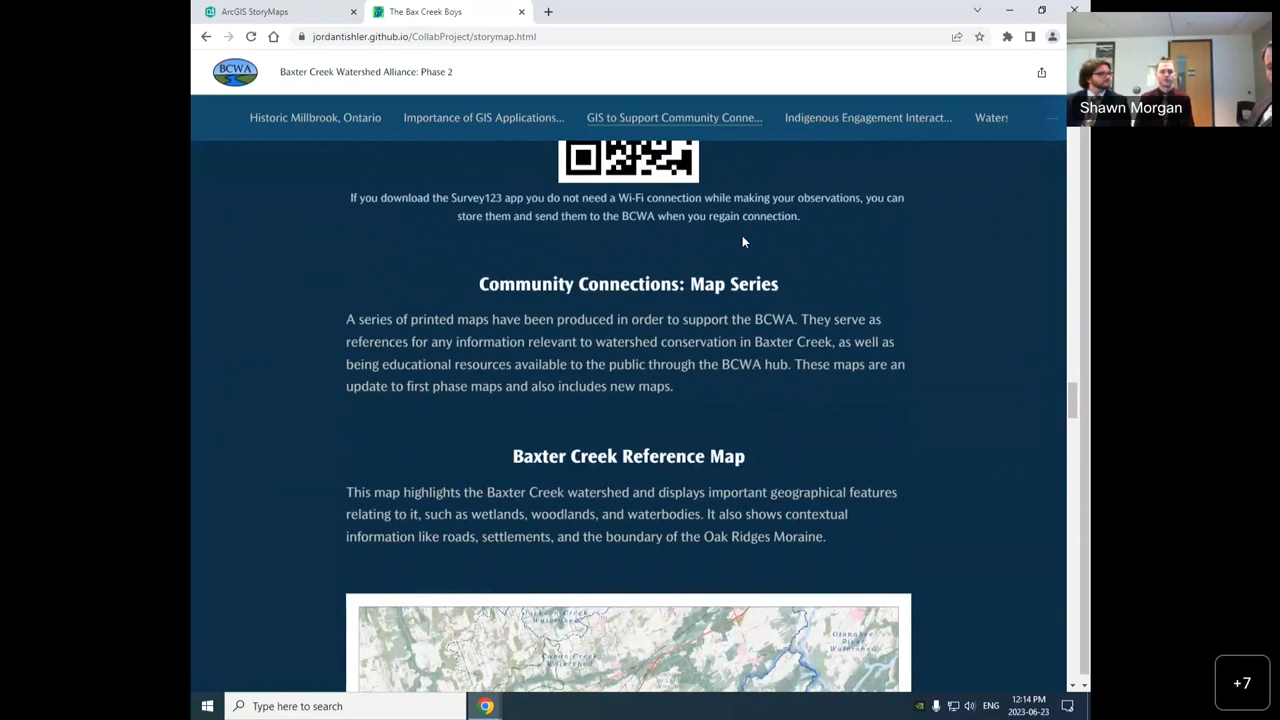 ArcGIS StoryMaps
The Bax Creek Boys
jordantishler.github.io/CollabProject/storymap.html
BCWA
Baxter Creek Watershed Alliance: Phase 2
Shawn Morgan
Historic Millbrook, Ontario
Importance of GIS Applications...
GIS to Support Community Conne...
Indigenous Engagement Interact...
Waters
If you download the Survey123 app you do not need a Wi-Fi connection while making your observations, you can
store them and send them to the BCWA when you regain connection.
Community Connections: Map Series
A series of printed maps have been produced in order to support the BCWA. They serve as
references for any information relevant to watershed conservation in Baxter Creek, as well as
being educational resources available to the public through the BCWA hub. These maps are an
update to first phase maps and also includes new maps.
Baxter Creek Reference Map
This map highlights the Baxter Creek watershed and displays important geographical features
relating to it, such as wetlands, woodlands, and waterbodies. It also shows contextual
information like roads, settlements, and the boundary of the Oak Ridges Moraine.
Jackson Creek
Watershed
Otonabee
River
Watershed
Cavan Creek
Watershed
Type here to search
ENG
12:14 PM
2023-06-23
+7